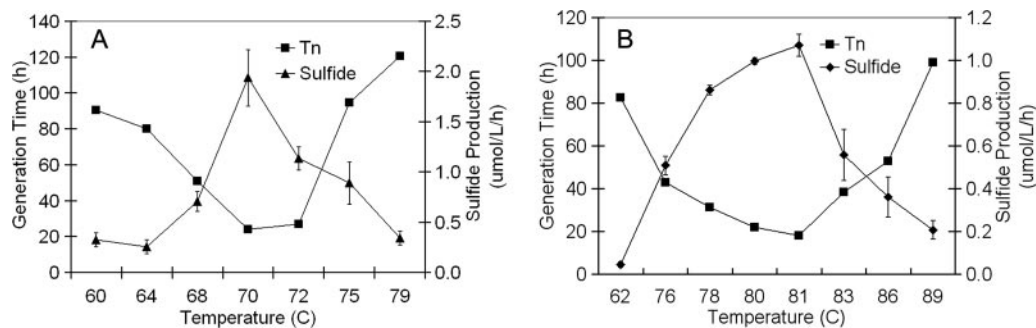 A
Tn
Sulfide
Generation Time (h)
140
120
100
80
60
40
20
0
2.5
2.0
1.5
1.0
0.5
0.0
Sulfide Production
(umol/L/h)
60 64 68 70 72 75 79
Temperature (C)
B
Tn
Sulfide
Generation Time (h)
120
100
80
60
40
20
0
1.2
1.0
0.8
0.6
0.4
0.2
0.0
Sulfide Production
(umol/L/h)
62 76 78 80 81 83 86 89
Temperature (C)